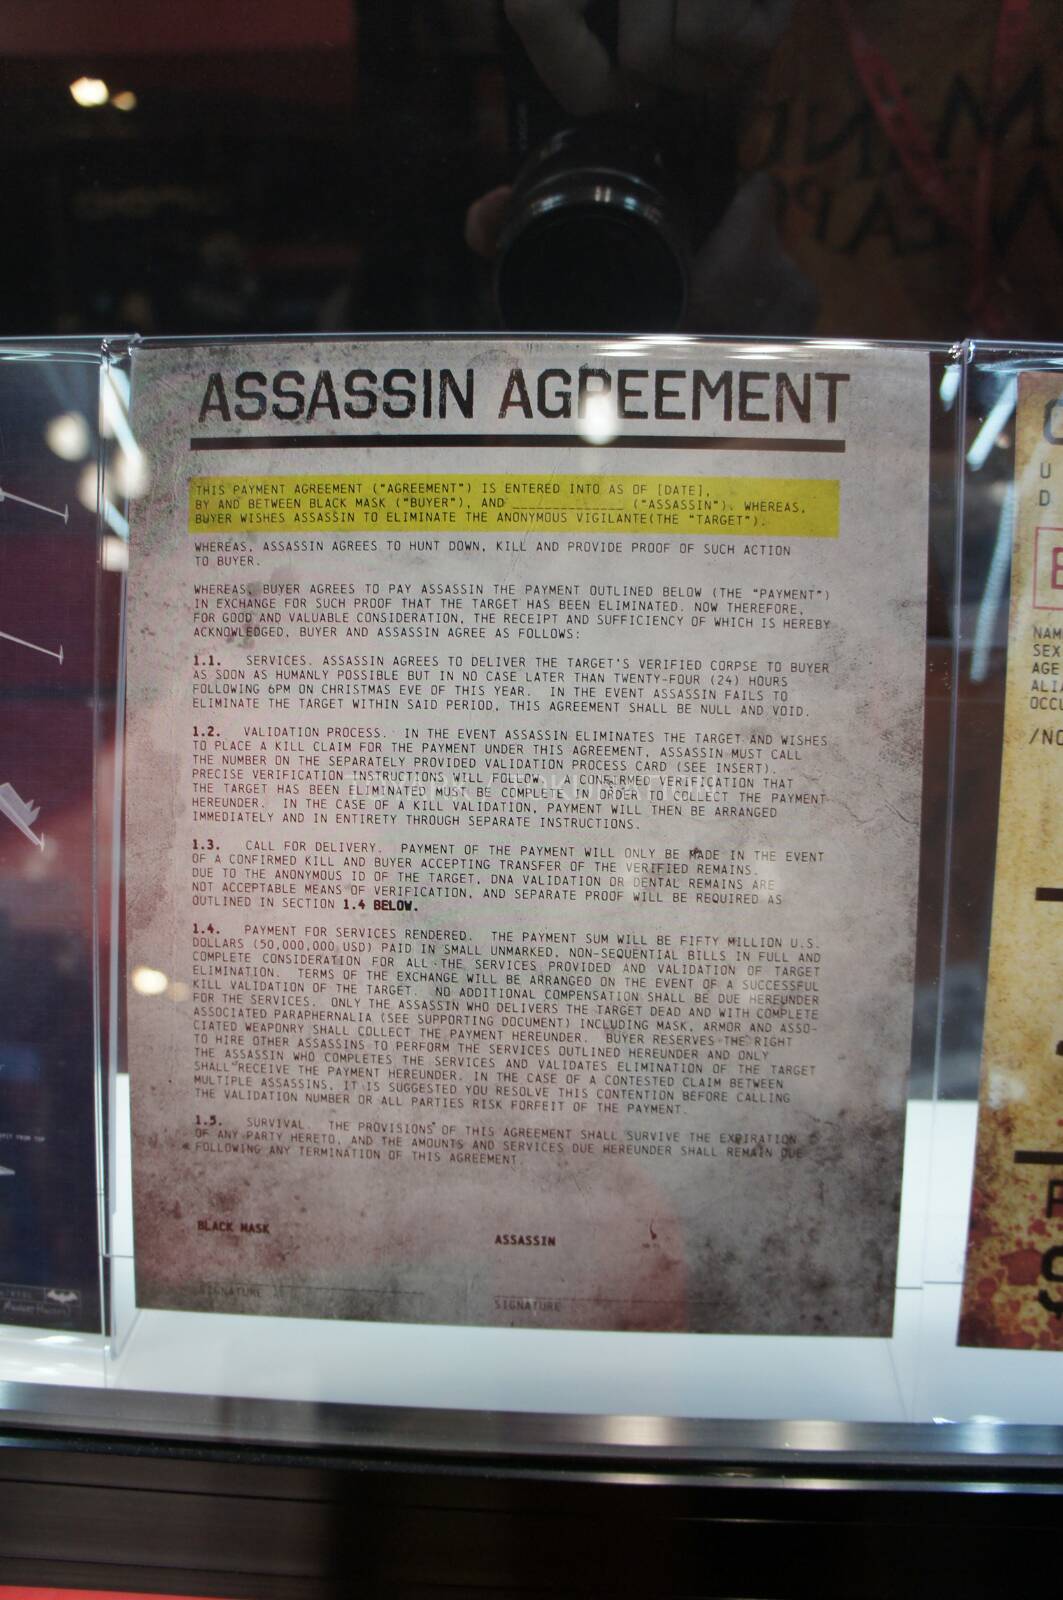 ASSASSIN AGREEMENT
THIS PAYMENT AGREEMENT ("AGREEMENT") IS ENTERED INTO AS OF [DATE],
BY AND BETWEEN BLACK MASK ("BUYER"), AND _______________ ("ASSASSIN"). WHEREAS,
BUYER WISHES ASSASSIN TO ELIMINATE THE ANONYMOUS VIGILANTE(THE "TARGET").
WHEREAS, ASSASSIN AGREES TO HUNT DOWN, KILL AND PROVIDE PROOF OF SUCH ACTION
TO BUYER.
WHEREAS, BUYER AGREES TO PAY ASSASSIN THE PAYMENT OUTLINED BELOW (THE "PAYMENT")
IN EXCHANGE FOR SUCH PROOF THAT THE TARGET HAS BEEN ELIMINATED. NOW THEREFORE,
FOR GOOD AND VALUABLE CONSIDERATION, THE RECEIPT AND SUFFICIENCY OF WHICH IS HEREBY
ACKNOWLEDGED, BUYER AND ASSASSIN AGREE AS FOLLOWS:
1.1. SERVICES. ASSASSIN AGREES TO DELIVER THE TARGET'S VERIFIED CORPSE TO BUYER
AS SOON AS HUMANLY POSSIBLE BUT IN NO CASE LATER THAN TWENTY-FOUR (24) HOURS
FOLLOWING 6PM ON CHRISTMAS EVE OF THIS YEAR. IN THE EVENT ASSASSIN FAILS TO
ELIMINATE THE TARGET WITHIN SAID PERIOD, THIS AGREEMENT SHALL BE NULL AND VOID.
1.2. VALIDATION PROCESS. IN THE EVENT ASSASSIN ELIMINATES THE TARGET AND WISHES
TO PLACE A KILL CLAIM FOR THE PAYMENT UNDER THIS AGREEMENT, ASSASSIN MUST CALL
THE NUMBER ON THE SEPARATELY PROVIDED VALIDATION PROCESS CARD (SEE INSERT).
PRECISE VERIFICATION INSTRUCTIONS WILL FOLLOW. A CONFIRMED VERIFICATION THAT
THE TARGET HAS BEEN ELIMINATED MUST BE COMPLETE IN ORDER TO COLLECT THE PAYMENT
HEREUNDER. IN THE CASE OF A KILL VALIDATION, PAYMENT WILL THEN BE ARRANGED
IMMEDIATELY AND IN ENTIRETY THROUGH SEPARATE INSTRUCTIONS.
1.3. CALL FOR DELIVERY. PAYMENT OF THE PAYMENT WILL ONLY BE MADE IN THE EVENT
OF A CONFIRMED KILL AND BUYER ACCEPTING TRANSFER OF THE VERIFIED REMAINS.
DUE TO THE ANONYMOUS ID OF THE TARGET, DNA VALIDATION OR DENTAL REMAINS ARE
NOT ACCEPTABLE MEANS OF VERIFICATION, AND SEPARATE PROOF WILL BE REQUIRED AS
OUTLINED IN SECTION 1.4 BELOW.
1.4. PAYMENT FOR SERVICES RENDERED. THE PAYMENT SUM WILL BE FIFTY MILLION U.S.
DOLLARS (50,000,000 USD) PAID IN SMALL UNMARKED, NON-SEQUENTIAL BILLS IN FULL AND
COMPLETE CONSIDERATION FOR ALL THE SERVICES PROVIDED AND VALIDATION OF TARGET
ELIMINATION. TERMS OF THE EXCHANGE WILL BE ARRANGED ON THE EVENT OF A SUCCESSFUL
KILL VALIDATION OF THE TARGET. NO ADDITIONAL COMPENSATION SHALL BE DUE HEREUNDER
FOR THE SERVICES. ONLY THE ASSASSIN WHO DELIVERS THE TARGET DEAD AND WITH COMPLETE
ASSOCIATED PARAPHERNALIA (SEE SUPPORTING DOCUMENT) INCLUDING MASK, ARMOR AND ASSO-
CIATED WEAPONRY SHALL COLLECT THE PAYMENT HEREUNDER. BUYER RESERVES THE RIGHT
TO HIRE OTHER ASSASSINS TO PERFORM THE SERVICES OUTLINED HEREUNDER AND ONLY
THE ASSASSIN WHO COMPLETES THE SERVICES AND VALIDATES ELIMINATION OF THE TARGET
SHALL RECEIVE THE PAYMENT HEREUNDER. IN THE CASE OF A CONTESTED CLAIM BETWEEN
MULTIPLE ASSASSINS, IT IS SUGGESTED YOU RESOLVE THIS CONTENTION BEFORE CALLING
THE VALIDATION NUMBER OR ALL PARTIES RISK FORFEIT OF THE PAYMENT.
1.5. SURVIVAL. THE PROVISIONS OF THIS AGREEMENT SHALL SURVIVE THE EXPIRATION
OF ANY PARTY HERETO, AND THE AMOUNTS AND SERVICES DUE HEREUNDER SHALL REMAIN DUE
FOLLOWING ANY TERMINATION OF THIS AGREEMENT.
BLACK MASK
ASSASSIN
SIGNATURE
SIGNATURE